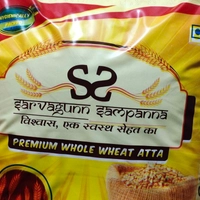 SS
sarvagunn sampanna
विश्वास, एक स्वस्थ सेहत का
PREMIUM WHOLE WHEAT ATTA